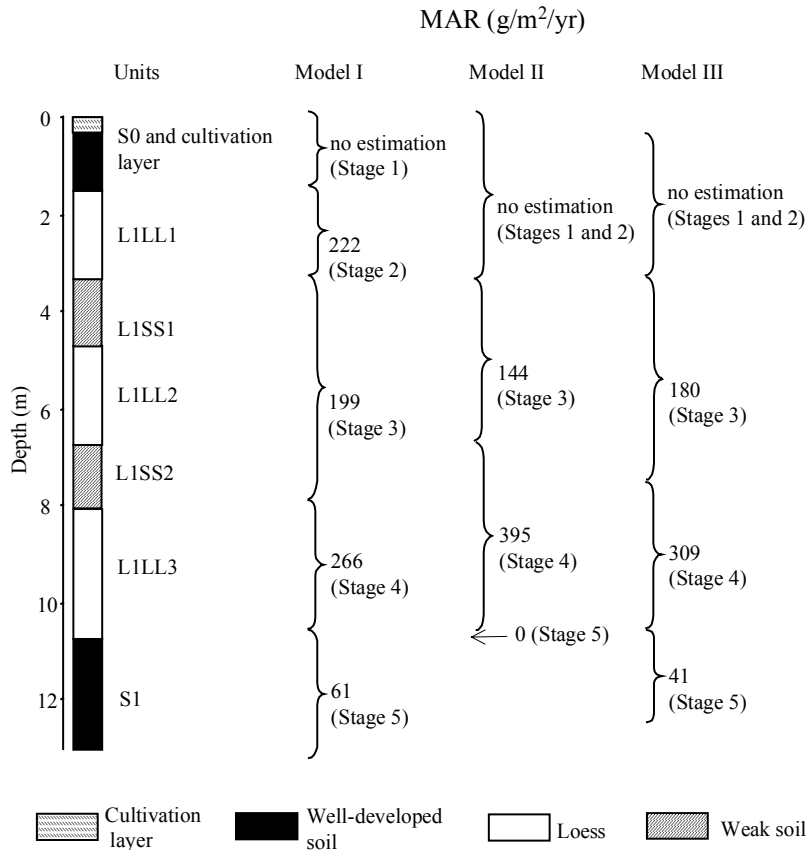 MAR (g/m²/yr)
Units
Model I
Model II
Model III
Depth (m)
0
2
4
6
8
10
12
S0 and cultivation
layer
L1LL1
L1SS1
L1LL2
L1SS2
L1LL3
S1
no estimation
(Stage 1)
222
(Stage 2)
199
(Stage 3)
266
(Stage 4)
61
(Stage 5)
no estimation
(Stages 1 and 2)
144
(Stage 3)
395
(Stage 4)
0 (Stage 5)
no estimation
(Stages 1 and 2)
180
(Stage 3)
309
(Stage 4)
41
(Stage 5)
Cultivation
layer
Well-developed
soil
Loess
Weak soil